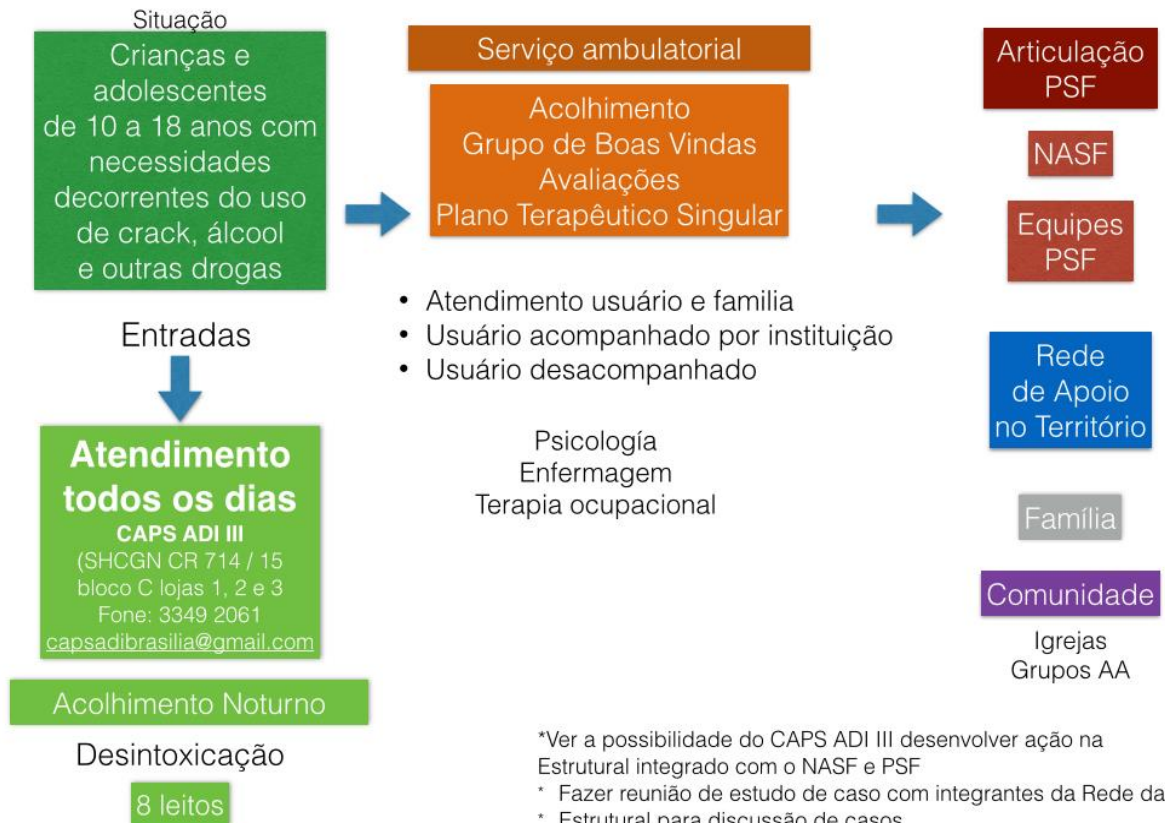 Situação
Crianças e
adolescentes
de 10 a 18 anos com
necessidades
decorrentes do uso
de crack, álcool
e outras drogas
Entradas
Atendimento
todos os dias
CAPS ADI III
(SHCGN CR 714 / 15
bloco C lojas 1, 2 e 3
Fone: 3349 2061
capsadibrasilia@gmail.com
Acolhimento Noturno
Desintoxicação
8 leitos
Serviço ambulatorial
Acolhimento
Grupo de Boas Vindas
Avaliações
Plano Terapêutico Singular
• Atendimento usuário e familia
• Usuário acompanhado por instituição
• Usuário desacompanhado
Psicología
Enfermagem
Terapia ocupacional
Articulação
PSF
NASF
Equipes
PSF
Rede
de Apoio
no Território
Família
Comunidade
Igrejas
Grupos AA
*Ver a possibilidade do CAPS ADI III desenvolver ação na
Estrutural integrado com o NASF e PSF
* Fazer reunião de estudo de caso com integrantes da Rede da
* Estrutural para discussão de casos